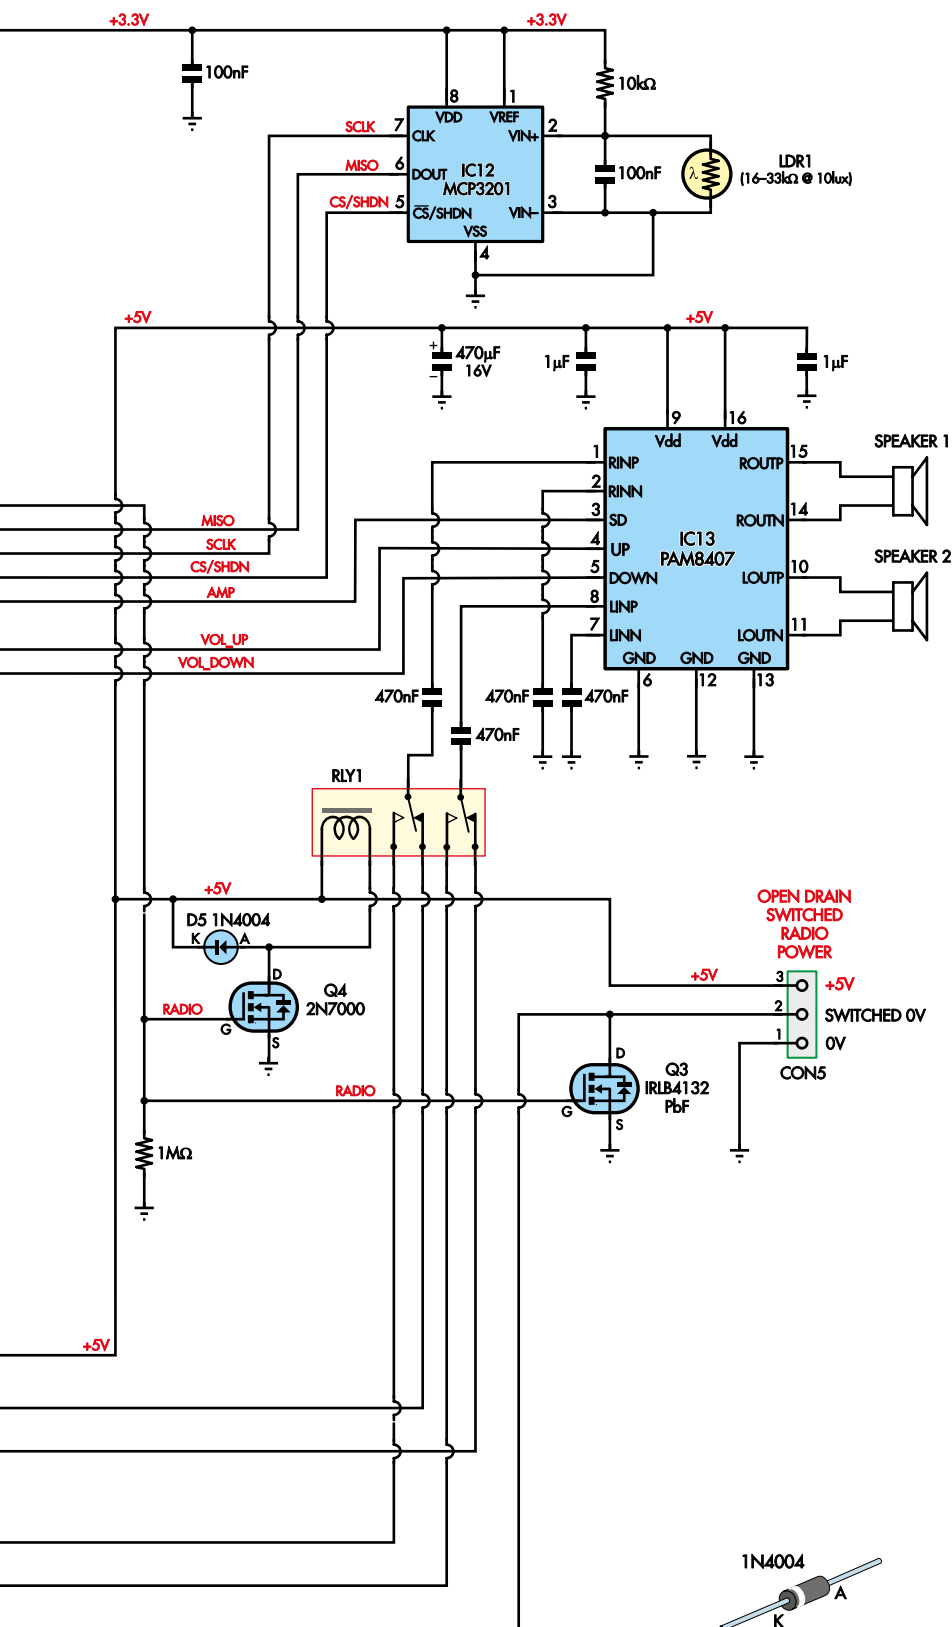 +3.3V
+3.3V
100nF
10kΩ
8
1
VDD
VREF
SCLK
7
CLK
VIN+
2
MISO
6
DOUT
IC12
MCP3201
100nF
λ
LDR1
(16–33kΩ @ 10lux)
CS/SHDN
5
CS/SHDN
VIN–
3
VSS
4
+5V
+5V
+
470µF
16V
–
1µF
1µF
9
16
Vdd
Vdd
SPEAKER 1
1
RINP
ROUTP
15
2
RINN
3
SD
ROUTN
14
MISO
SCLK
CS/SHDN
AMP
VOL_UP
VOL_DOWN
4
UP
IC13
PAM8407
SPEAKER 2
5
DOWN
LOUTP
10
8
LINP
7
LINN
LOUTN
11
GND
GND
GND
6
12
13
470nF
470nF
470nF
470nF
RLY1
+5V
D5 1N4004
K
A
D
Q4
2N7000
RADIO
G
S
OPEN DRAIN
SWITCHED
RADIO
POWER
+5V
3
+5V
2
SWITCHED 0V
1
0V
CON5
D
Q3
IRLB4132
PbF
RADIO
G
S
1MΩ
+5V
1N4004
A
K